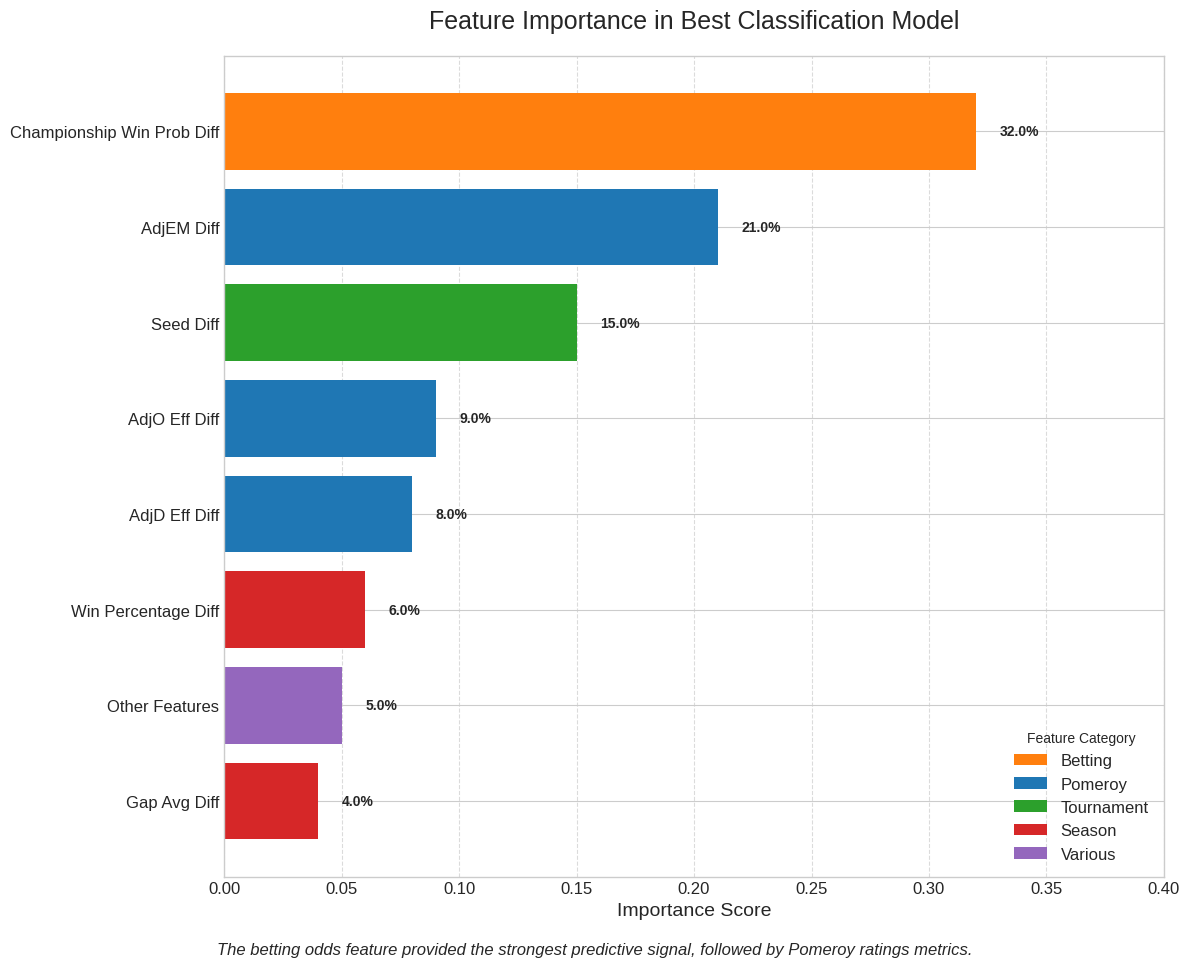 Feature Importance in Best Classification Model
Championship Win Prob Diff
32.0%
AdjEM Diff
21.0%
Seed Diff
15.0%
AdjO Eff Diff
9.0%
AdjD Eff Diff
8.0%
Win Percentage Diff
6.0%
Other Features
5.0%
Gap Avg Diff
4.0%
Feature Category
Betting
Pomeroy
Tournament
Season
Various
0.00 0.05 0.10 0.15 0.20 0.25 0.30 0.35 0.40
Importance Score
The betting odds feature provided the strongest predictive signal, followed by Pomeroy ratings metrics.